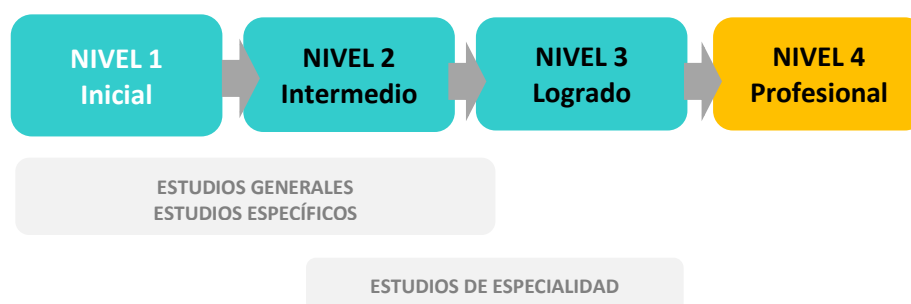 NIVEL 1
Inicial
NIVEL 2
Intermedio
NIVEL 3
Logrado
NIVEL 4
Profesional
ESTUDIOS GENERALES
ESTUDIOS ESPECÍFICOS
ESTUDIOS DE ESPECIALIDAD